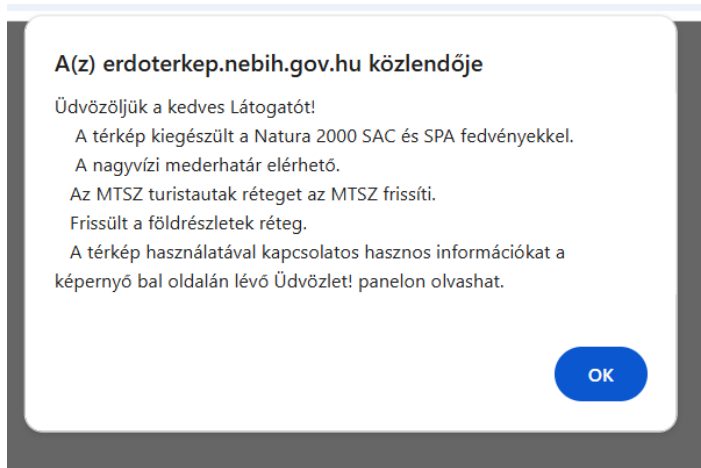 A(z) erdoterkep.nebih.gov.hu közlendője
Üdvözöljük a kedves Látogatót!
A térkép kiegészült a Natura 2000 SAC és SPA fedvényekkel.
A nagyvízi mederhatár elérhető.
Az MTSZ turistautak réteget az MTSZ frissíti.
Frissült a földrészletek réteg.
A térkép használatával kapcsolatos hasznos információkat a
képernyő bal oldalán lévő Üdvözlet! panelon olvashat.
OK